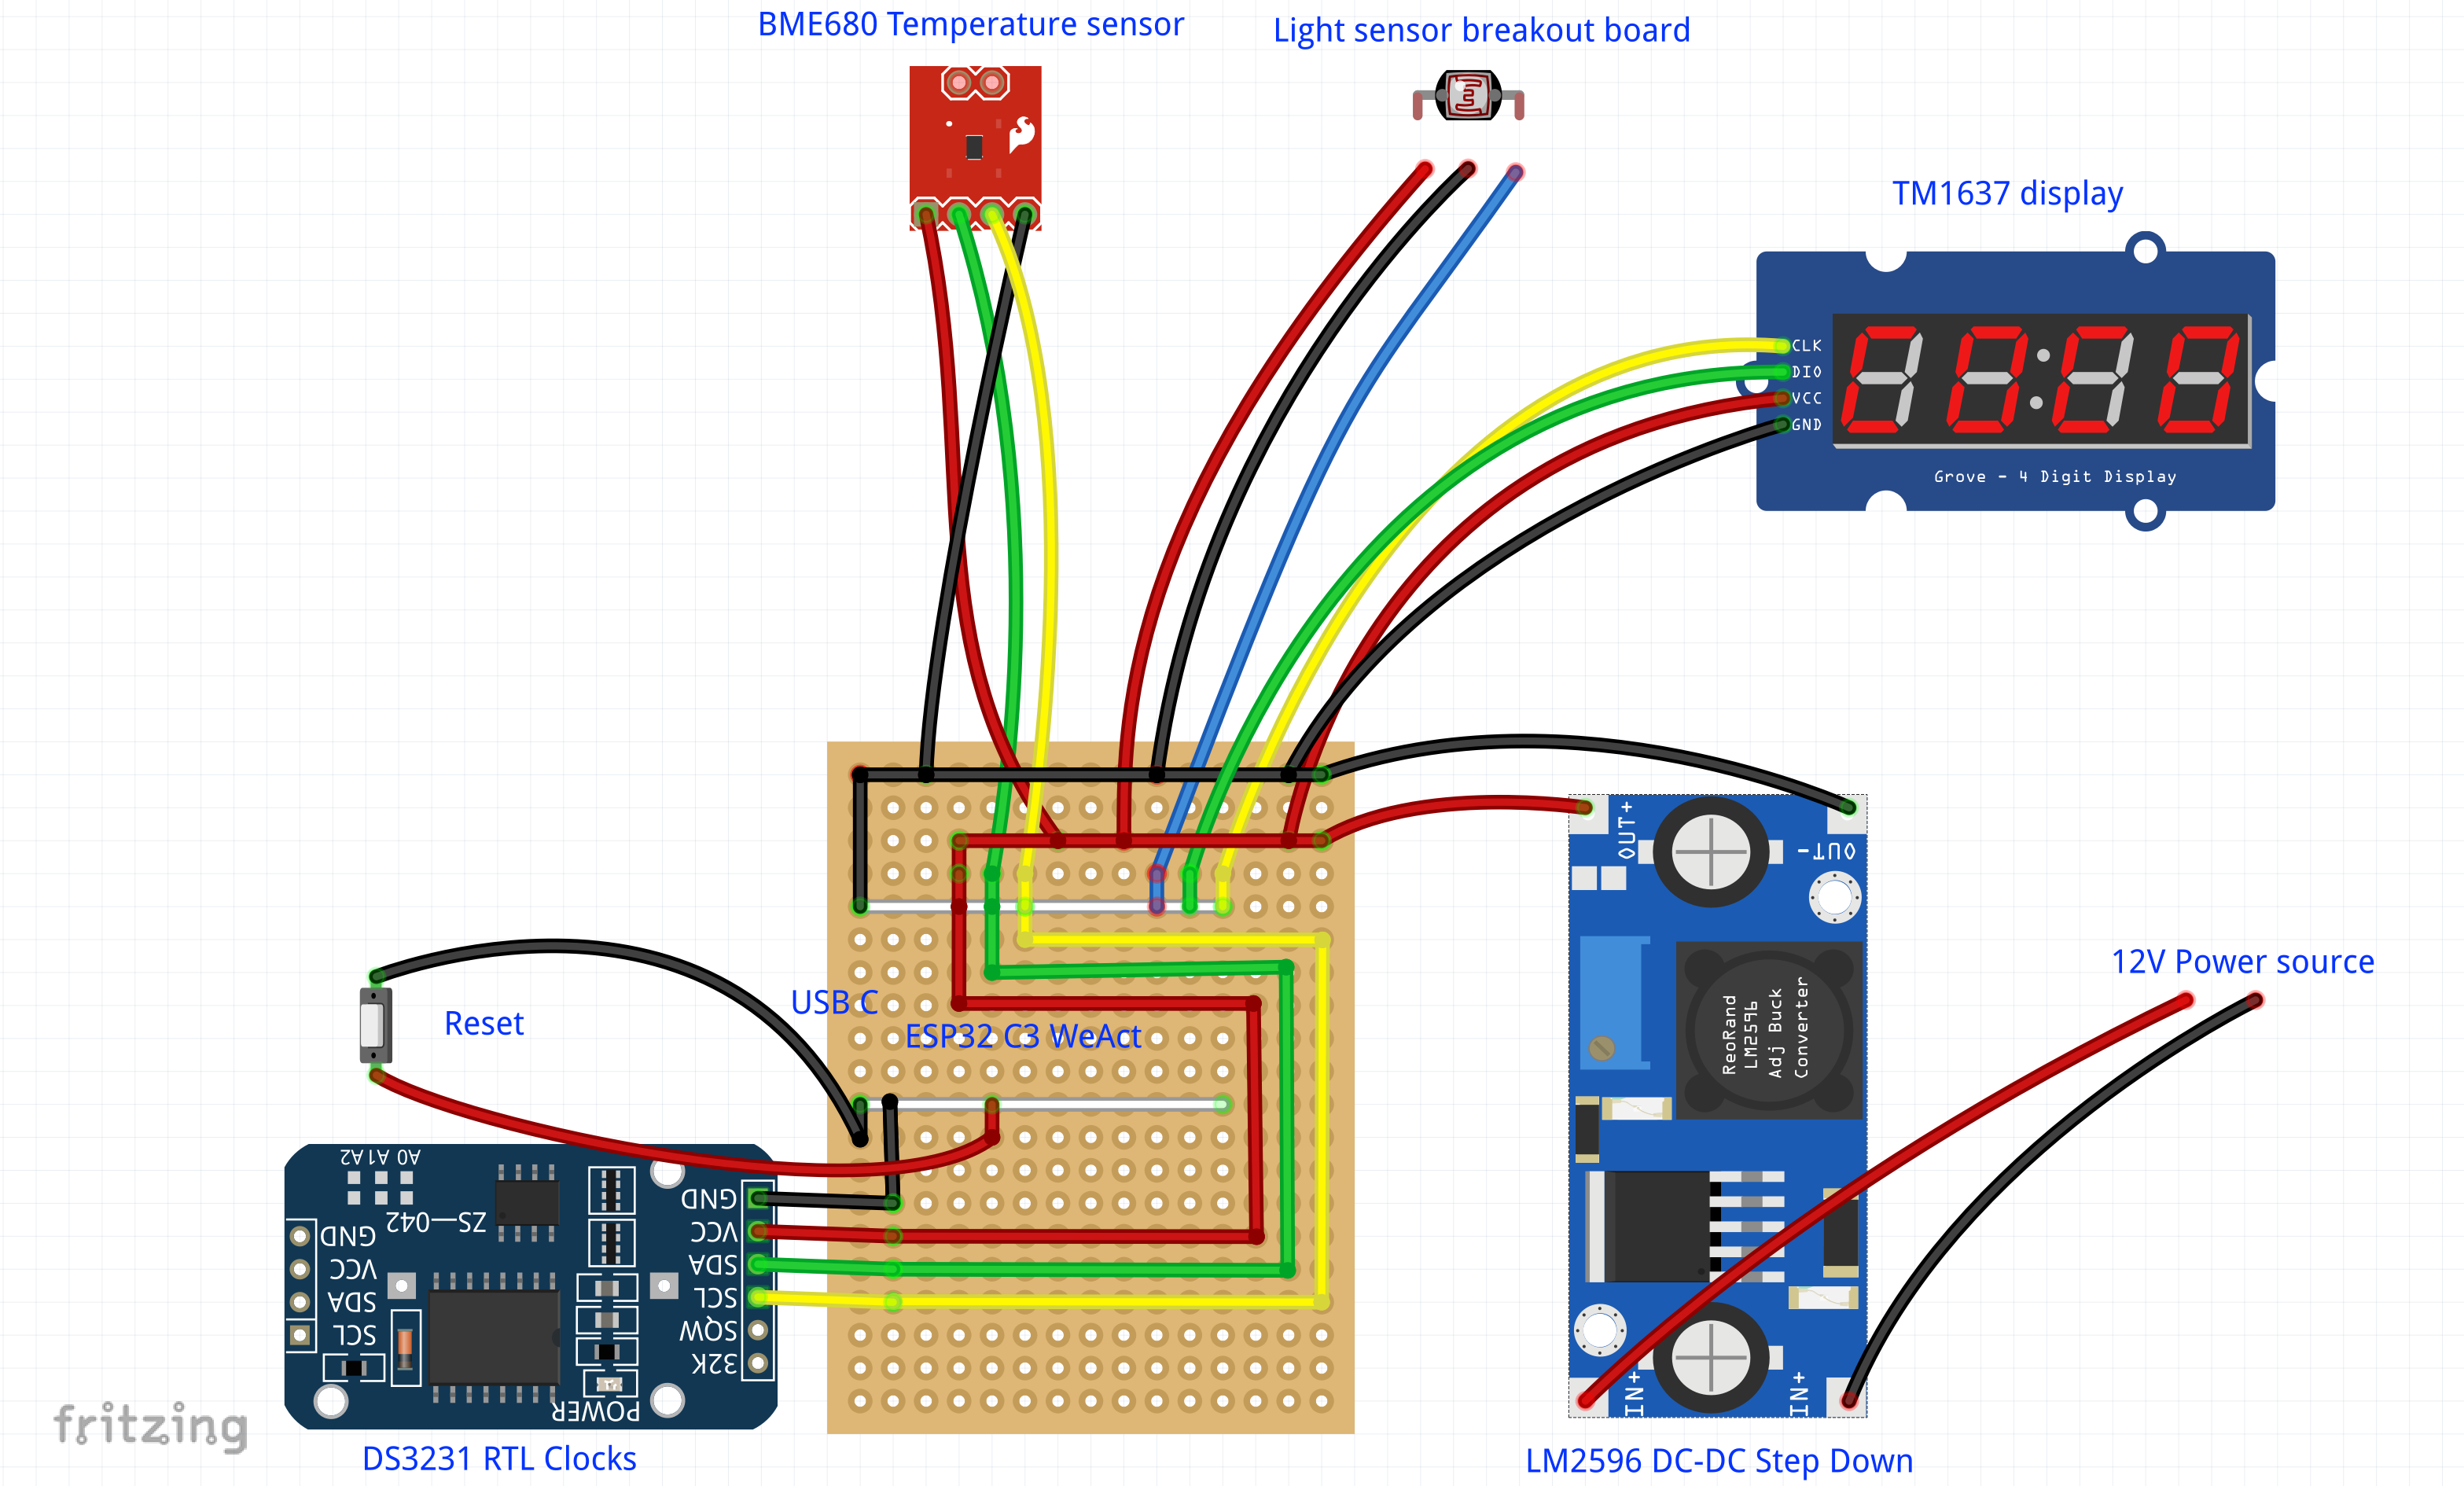 BME680 Temperature sensor
Light sensor breakout board
TM1637 display
CLK
DIO
VCC
GND
Grove - 4 Digit Display
OUT+
OUT-
12V Power source
USB C
Reset
ESP32 C3 WeAct
ReoRand
LM2596
Adj Buck
Converter
A0 A1 A2
ZS-042
GND
VCC
SDA
SCL
GND
VCC
SDA
SCL
SQW
32K
POWER
IN+
IN+
fritzing
DS3231 RTL Clocks
LM2596 DC-DC Step Down